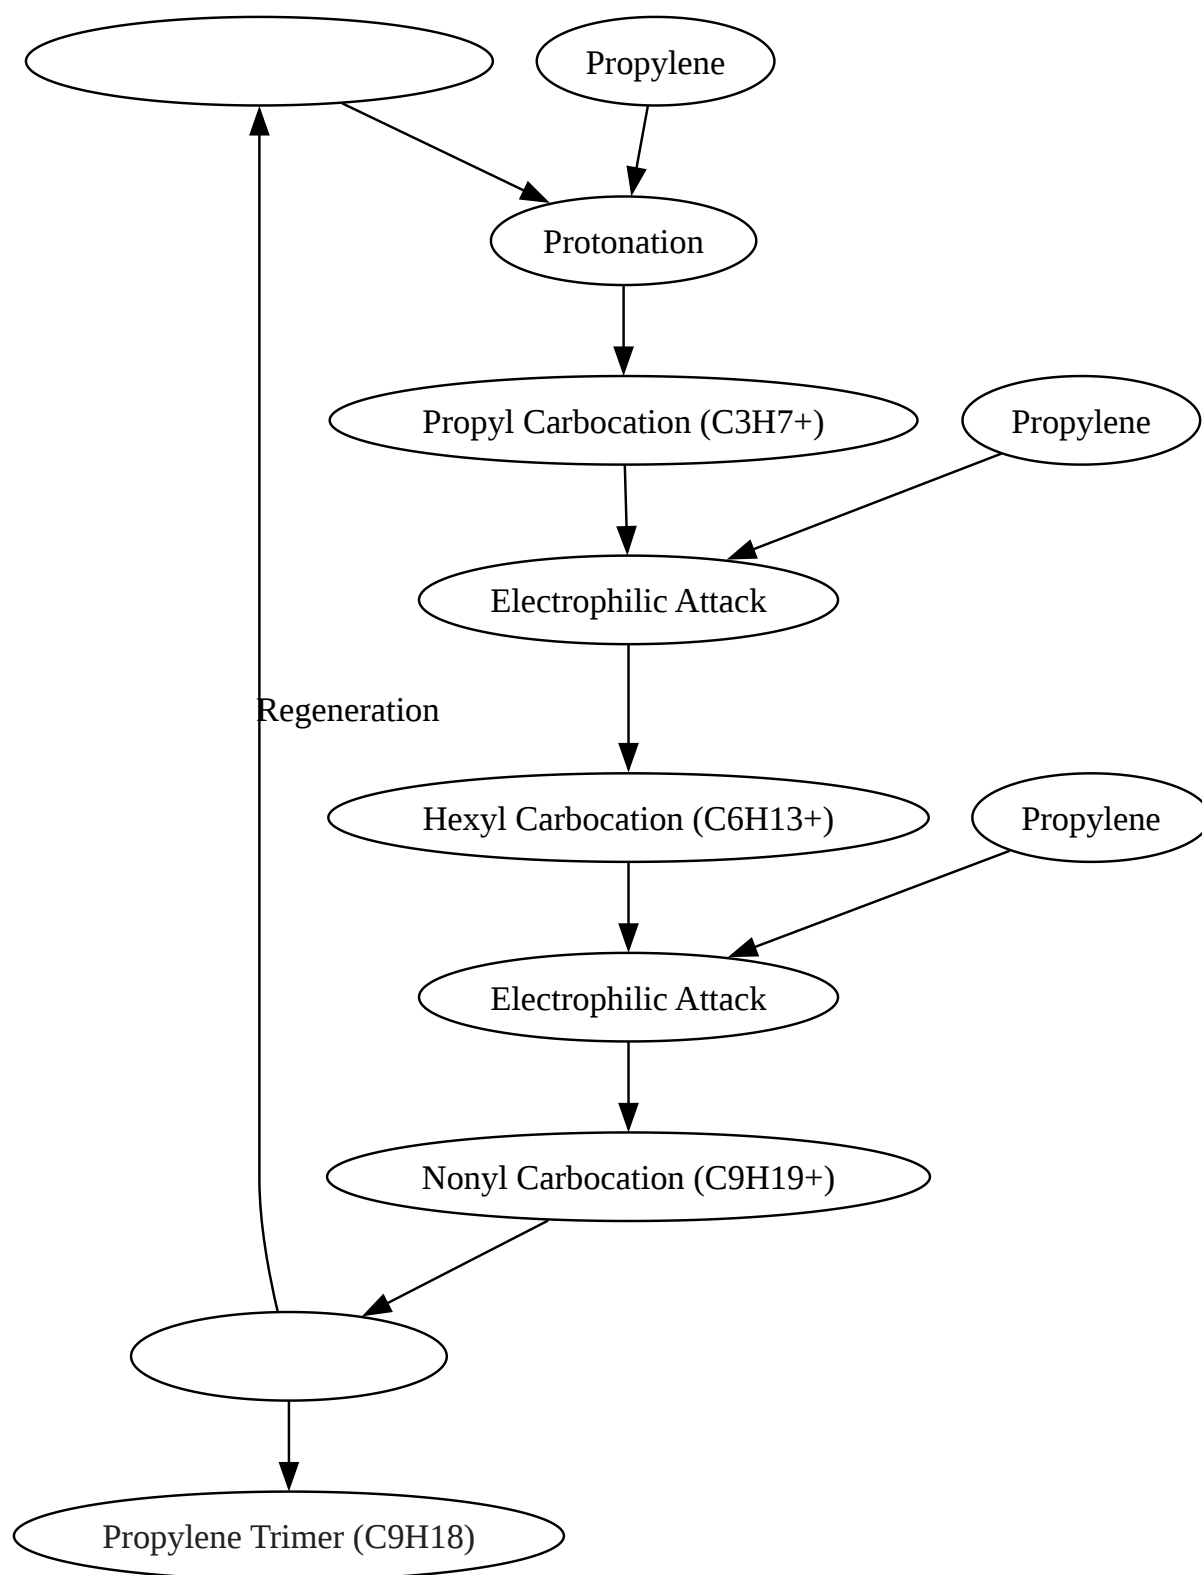 Propylene
Protonation
Propyl Carbocation (C3H7+)
Propylene
Electrophilic Attack
Regeneration
Hexyl Carbocation (C6H13+)
Propylene
Electrophilic Attack
Nonyl Carbocation (C9H19+)
Propylene Trimer (C9H18)